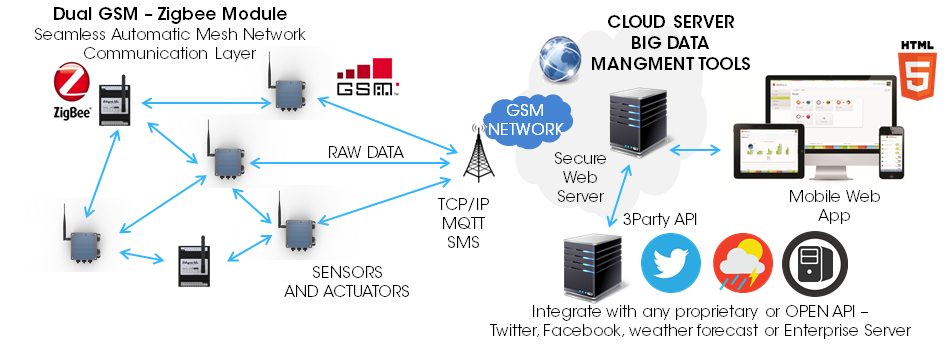 Dual GSM – Zigbee Module
Seamless Automatic Mesh Network
Communication Layer
ZigBee®
GSM™
RAW DATA
TCP/IP
MQTT
SMS
SENSORS
AND ACTUATORS
GSM
NETWORK
CLOUD SERVER
BIG DATA
MANGMENT TOOLS
HTML
5
Secure
Web
Server
Mobile Web
App
3Party API
Integrate with any proprietary or OPEN API –
Twitter, Facebook, weather forecast or Enterprise Server